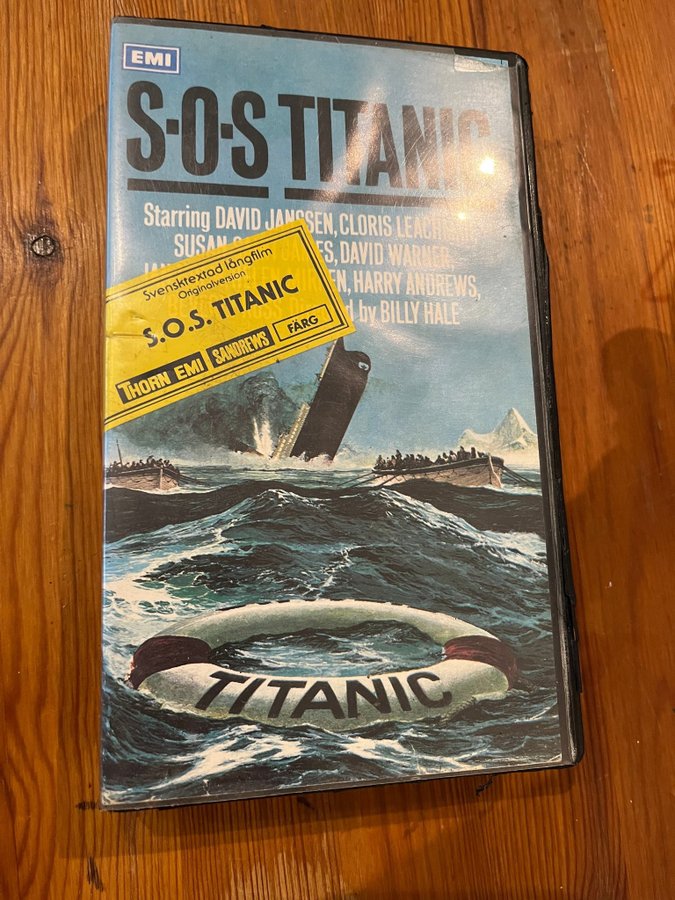 EMI
S·O·S TITANIC
Starring DAVID JANSSEN, CLORIS
SUSAN DAVID WARNER
HARRY ANDREWS,
by BILLY HALE
Svensktextad långfilm
Originalversion
S.O.S. TITANIC
THORN EMI SANDREWS FÄRG
TITANIC